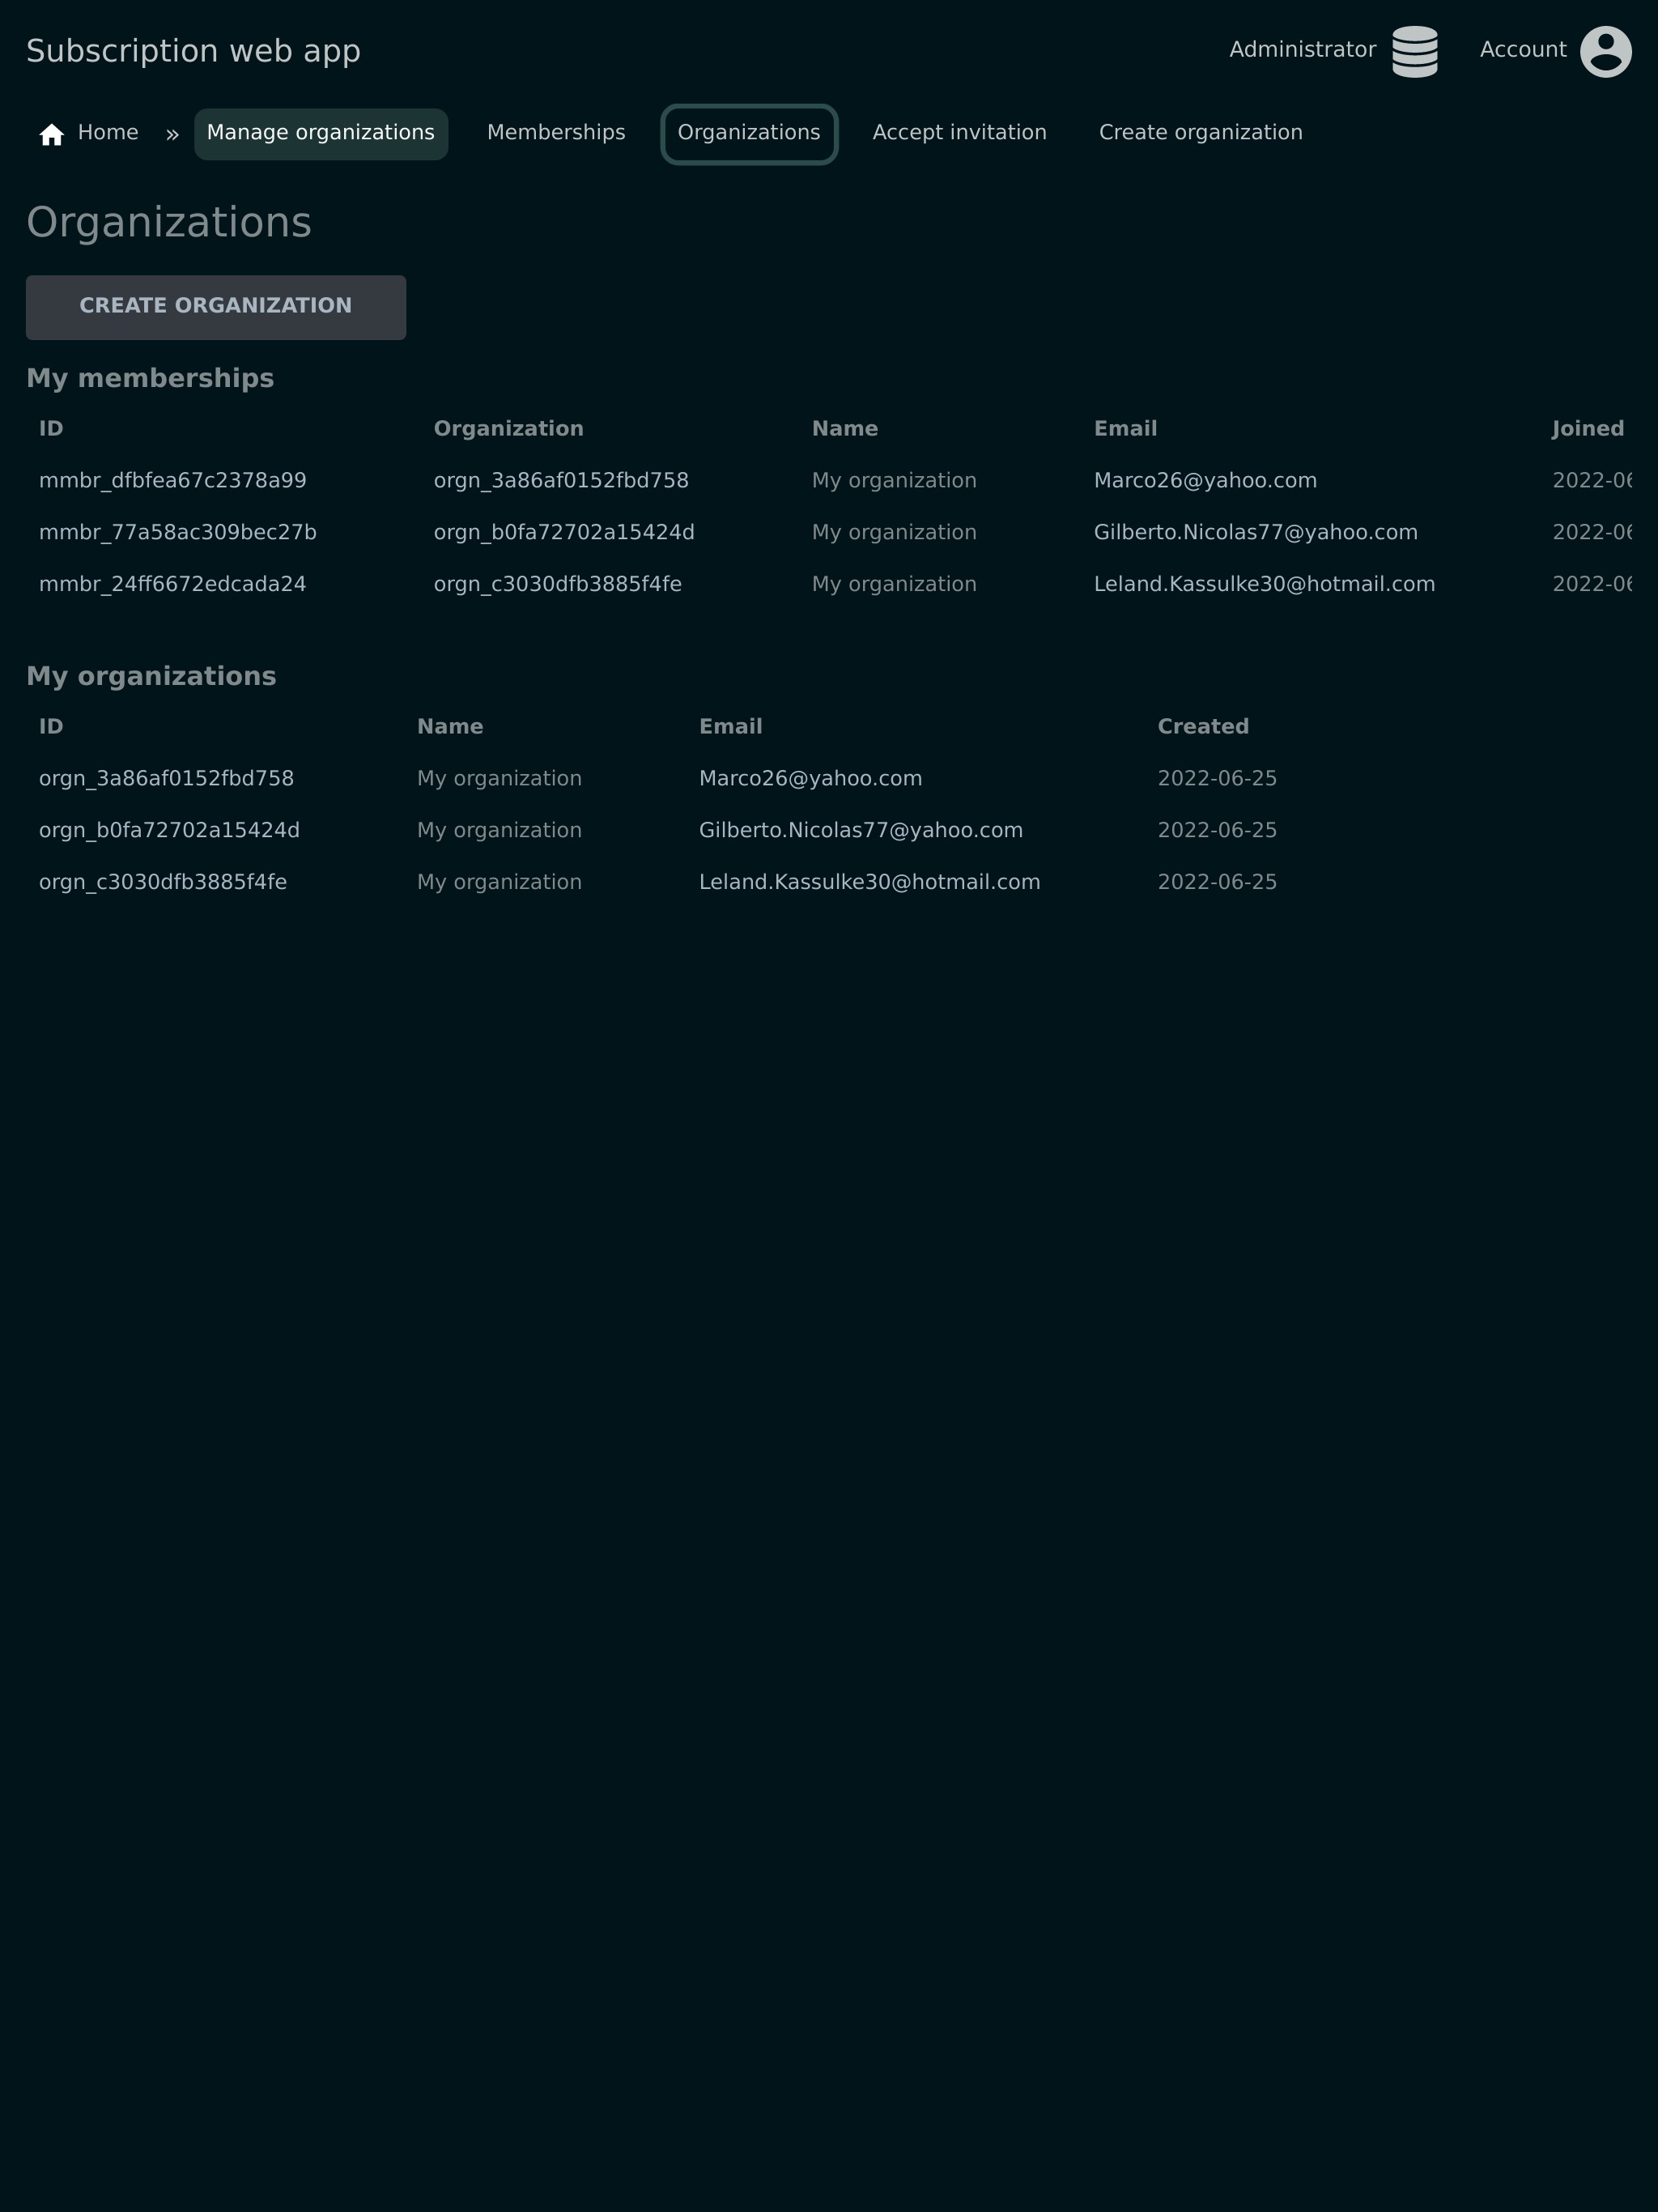 Subscription web app Administrator Account
Home » Manage organizations Memberships Organizations Accept invitation Create organization
Organizations
CREATE ORGANIZATION
My memberships
ID Organization Name Email Joined
mmbr_dfbfea67c2378a99 orgn_3a86af0152fbd758 My organization Marco26@yahoo.com 2022-06
mmbr_77a58ac309bec27b orgn_b0fa72702a15424d My organization Gilberto.Nicolas77@yahoo.com 2022-06
mmbr_24ff6672edcada24 orgn_c3030dfb3885f4fe My organization Leland.Kassulke30@hotmail.com 2022-06
My organizations
ID Name Email Created
orgn_3a86af0152fbd758 My organization Marco26@yahoo.com 2022-06-25
orgn_b0fa72702a15424d My organization Gilberto.Nicolas77@yahoo.com 2022-06-25
orgn_c3030dfb3885f4fe My organization Leland.Kassulke30@hotmail.com 2022-06-25